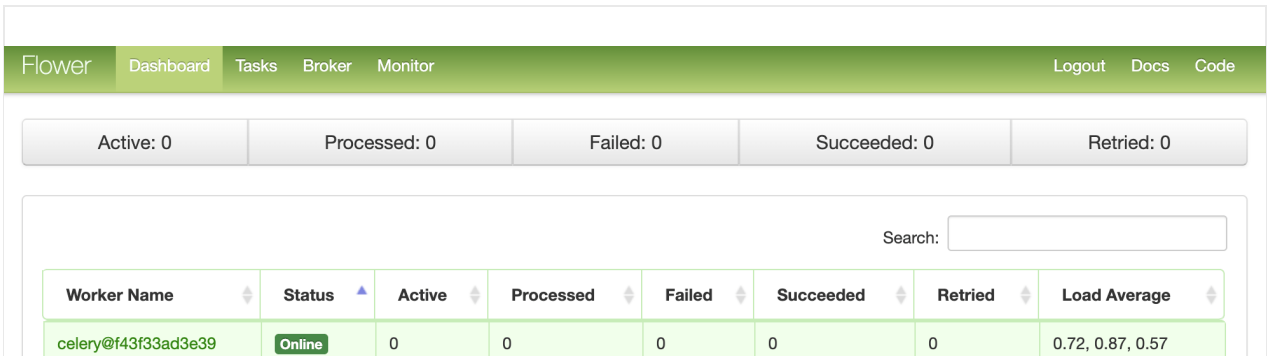 Flower Dashboard Tasks Broker Monitor Logout Docs Code
Active: 0 Processed: 0 Failed: 0 Succeeded: 0 Retried: 0
Search:
Worker Name Status Active Processed Failed Succeeded Retried Load Average
celery@f43f33ad3e39 Online 0 0 0 0 0 0.72, 0.87, 0.57